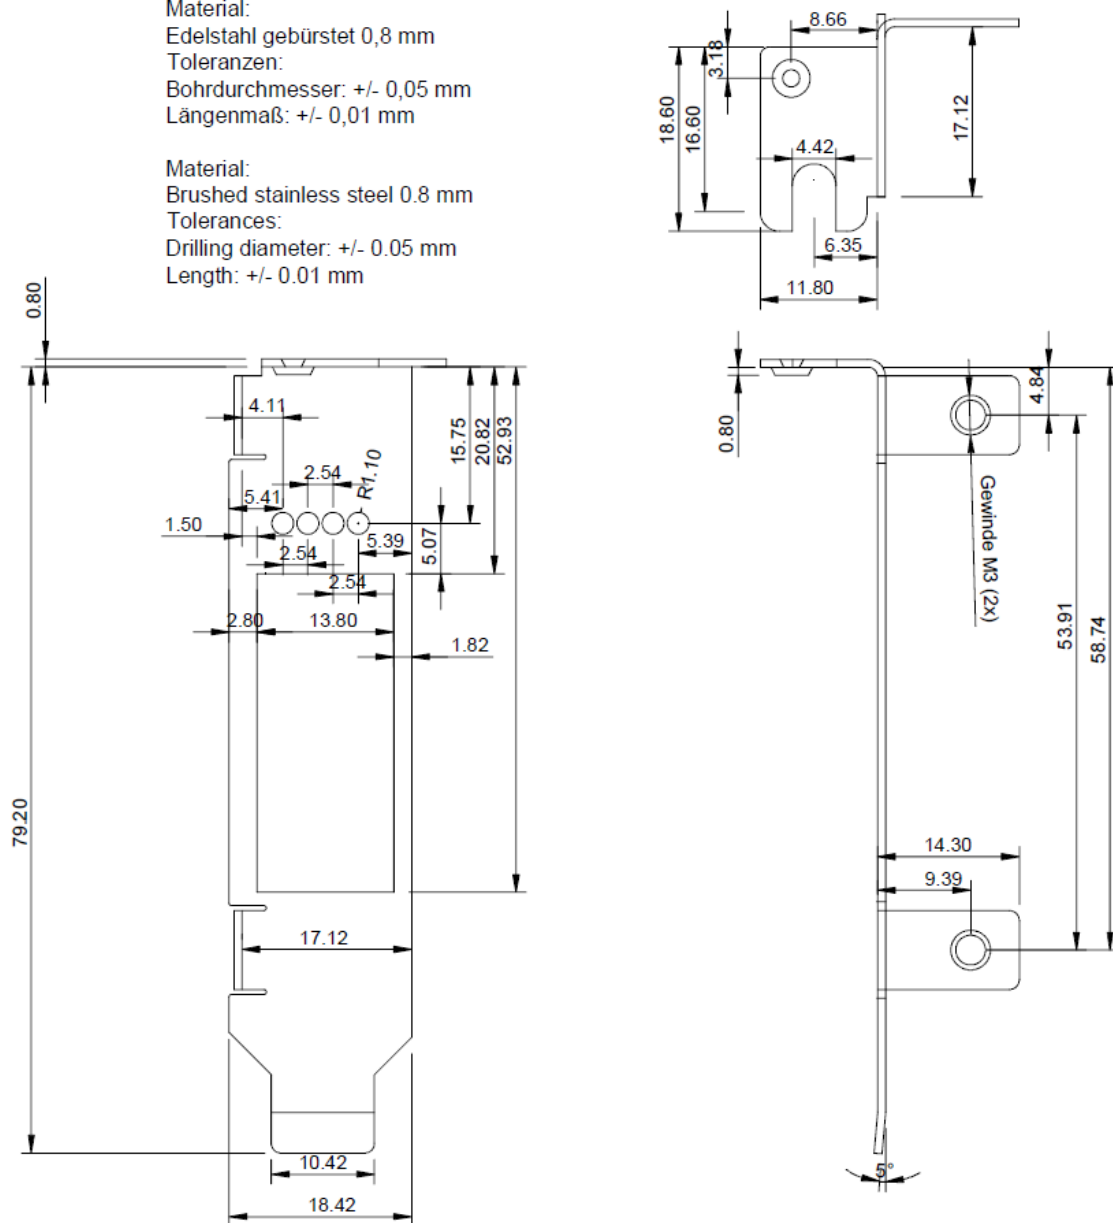 Material:
Edelstahl gebürstet 0,8 mm
Toleranzen:
Bohrdurchmesser: +/- 0,05 mm
Längenmaß: +/- 0,01 mm
Material:
Brushed stainless steel 0.8 mm
Tolerances:
Drilling diameter: +/- 0.05 mm
Length: +/- 0.01 mm
8.66
3.18
18.60
16.60
4.42
17.12
6.35
11.80
0.80
4.11
15.75
20.82
52.93
2.54
R1.10
5.41
1.50
5.39
5.07
2.54
2.54
2.80
13.80
1.82
79.20
17.12
10.42
18.42
0.80
4.84
Gewinde M3 (2x)
53.91
58.74
14.30
9.39
5°